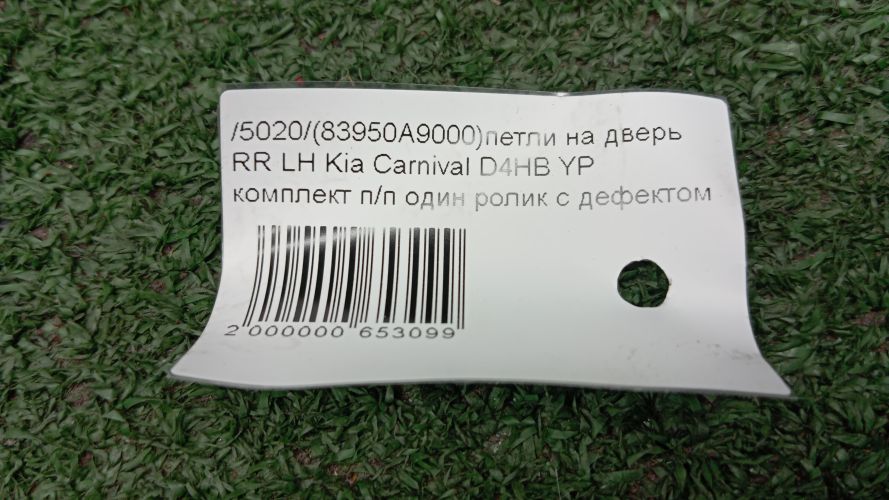 /5020/(83950A9000)петли на дверь
RR LH Kia Carnival D4HB YP
комплект п/п один ролик с дефектом
2 000000 653099